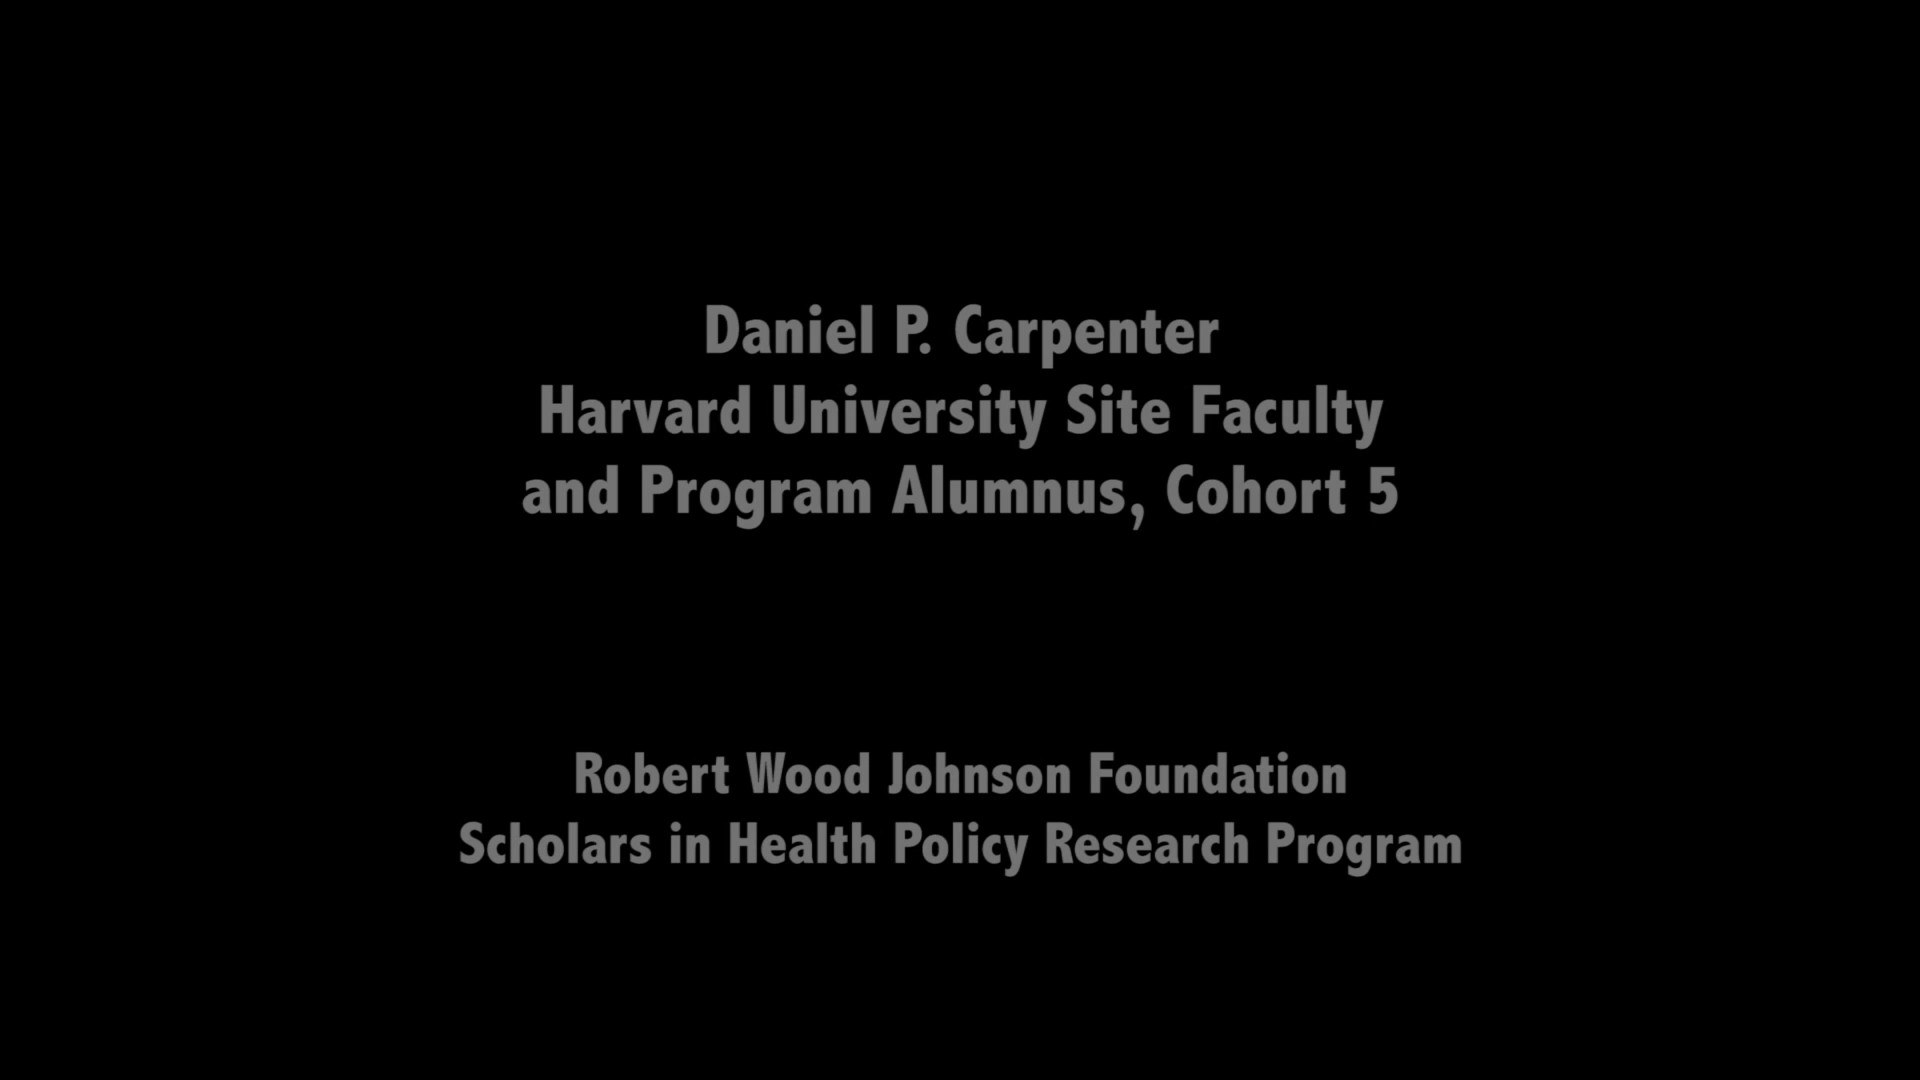 Daniel P. Carpenter
Harvard University Site Faculty
and Program Alumnus, Cohort 5
Robert Wood Johnson Foundation
Scholars in Health Policy Research Program